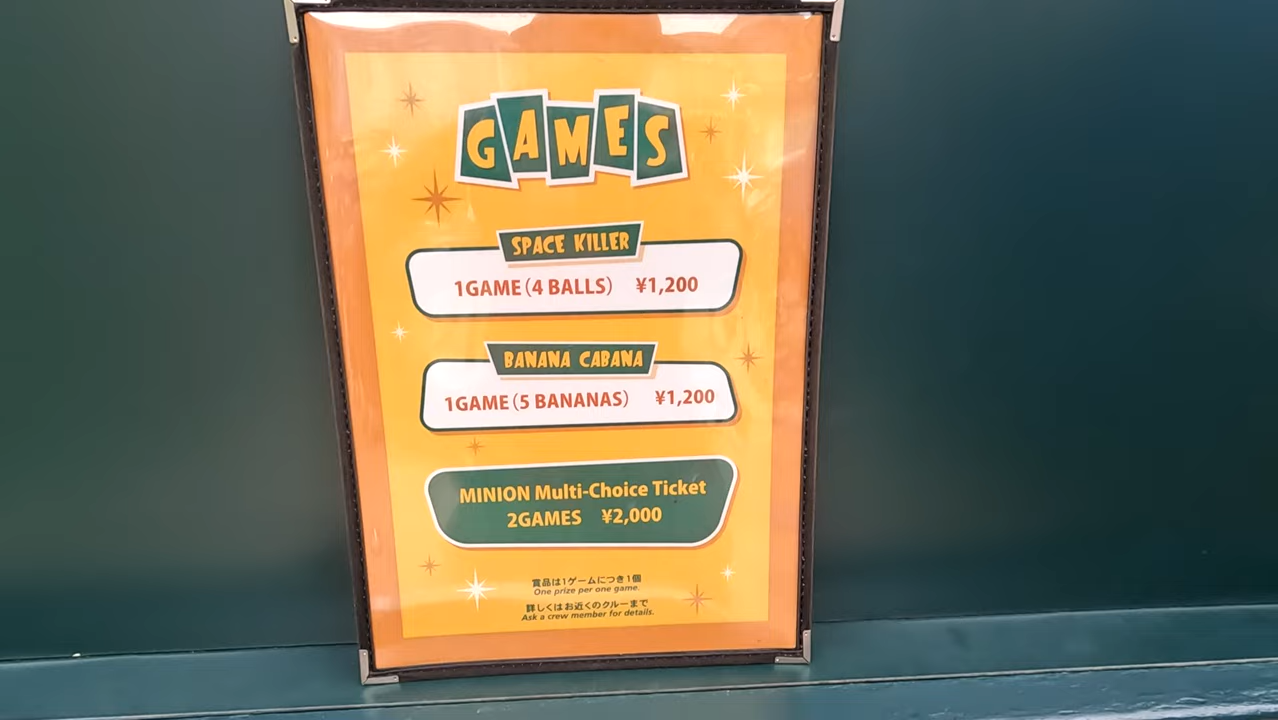 GAMES
SPACE KILLER
1GAME(4 BALLS) ¥1,200
BANANA CABANA
1GAME(5 BANANAS) ¥1,200
MINION Multi-Choice Ticket
2GAMES ¥2,000
賞品は1ゲームにつき1個
One prize per one game.
詳しくはお近くのクルーまで
Ask a crew member for details.